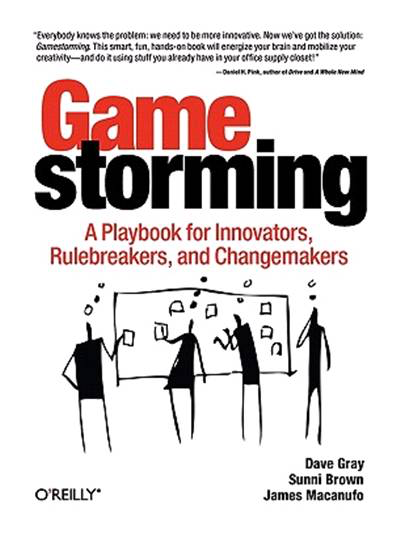 "Everybody knows the problem: we need to be more innovative. Now we've got the solution:
Gamestorming. This smart, fun, hands-on book will energize your brain and mobilize your
creativity—and do it using stuff you already have in your office supply closet!"
— Daniel H. Pink, author of Drive and A Whole New Mind
Game
storming
A Playbook for Innovators,
Rulebreakers, and Changemakers
Dave Gray
Sunni Brown
James Macanufo
O'REILLY®